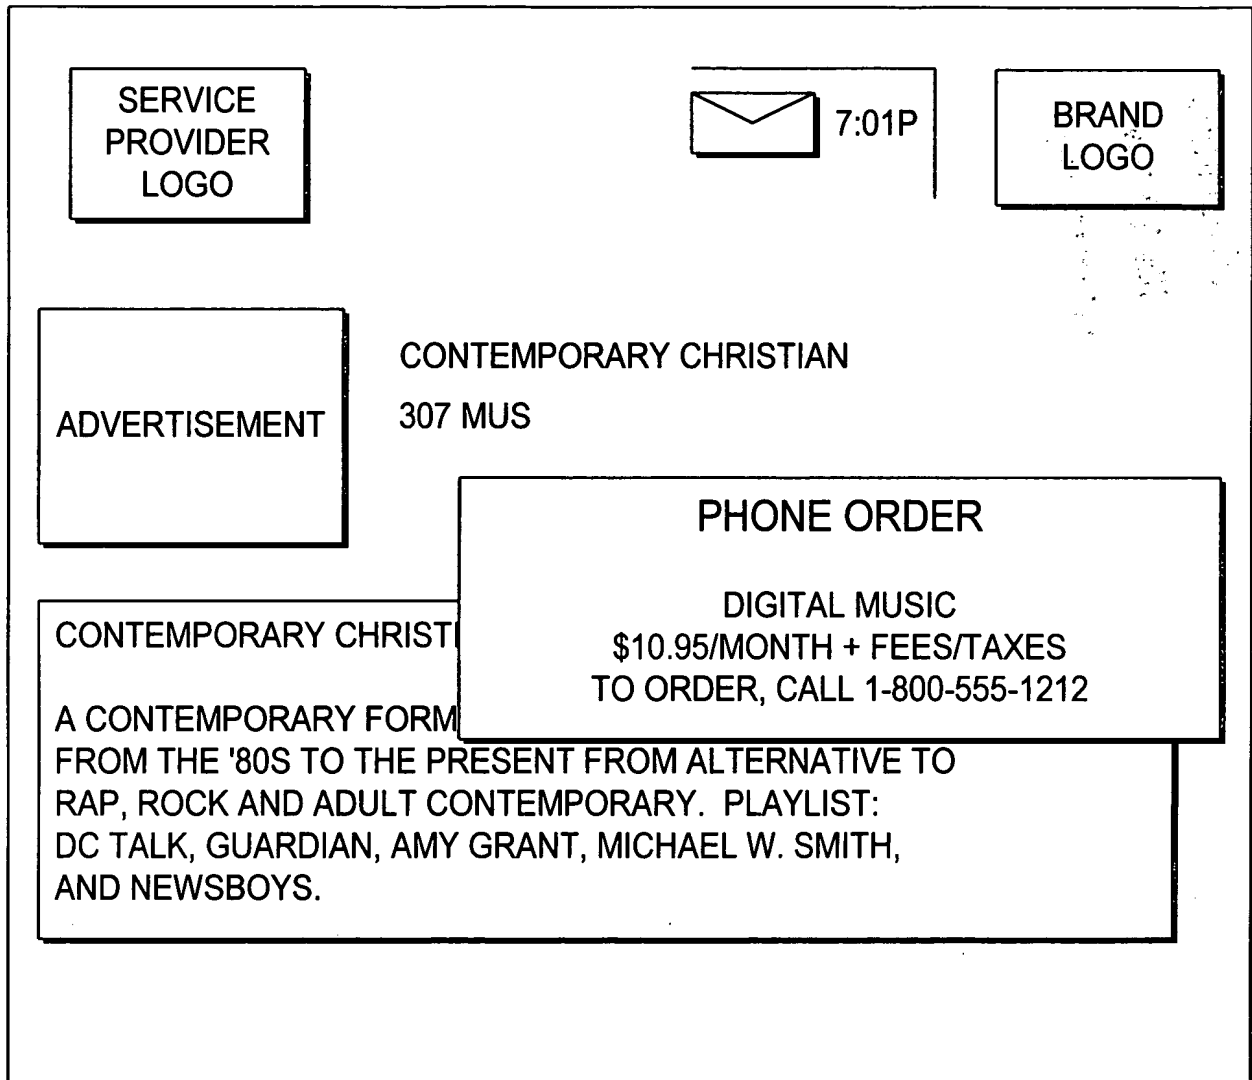 SERVICE
PROVIDER
LOGO
7:01P
BRAND
LOGO
ADVERTISEMENT
CONTEMPORARY CHRISTIAN
307 MUS
PHONE ORDER
DIGITAL MUSIC
$10.95/MONTH + FEES/TAXES
TO ORDER, CALL 1-800-555-1212
CONTEMPORARY
A CONTEMPORARY
FROM THE '80S TO THE PRESENT FROM ALTERNATIVE TO
RAP, ROCK AND ADULT CONTEMPORARY. PLAYLIST:
DC TALK, GUARDIAN, AMY GRANT, MICHAEL W. SMITH,
AND NEWSBOYS.